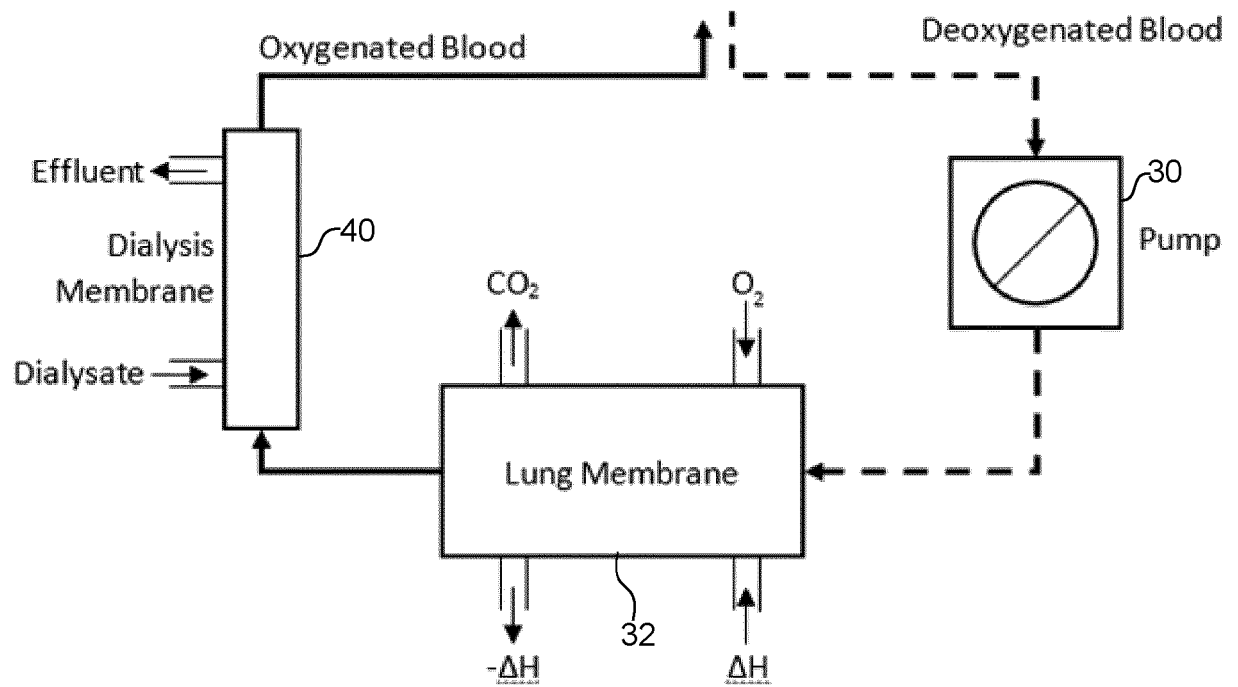 Oxygenated Blood
Deoxygenated Blood
Effluent
30
40
Dialysis
Membrane
Pump
CO₂
O₂
Dialysate
Lung Membrane
32
-ΔH
ΔH